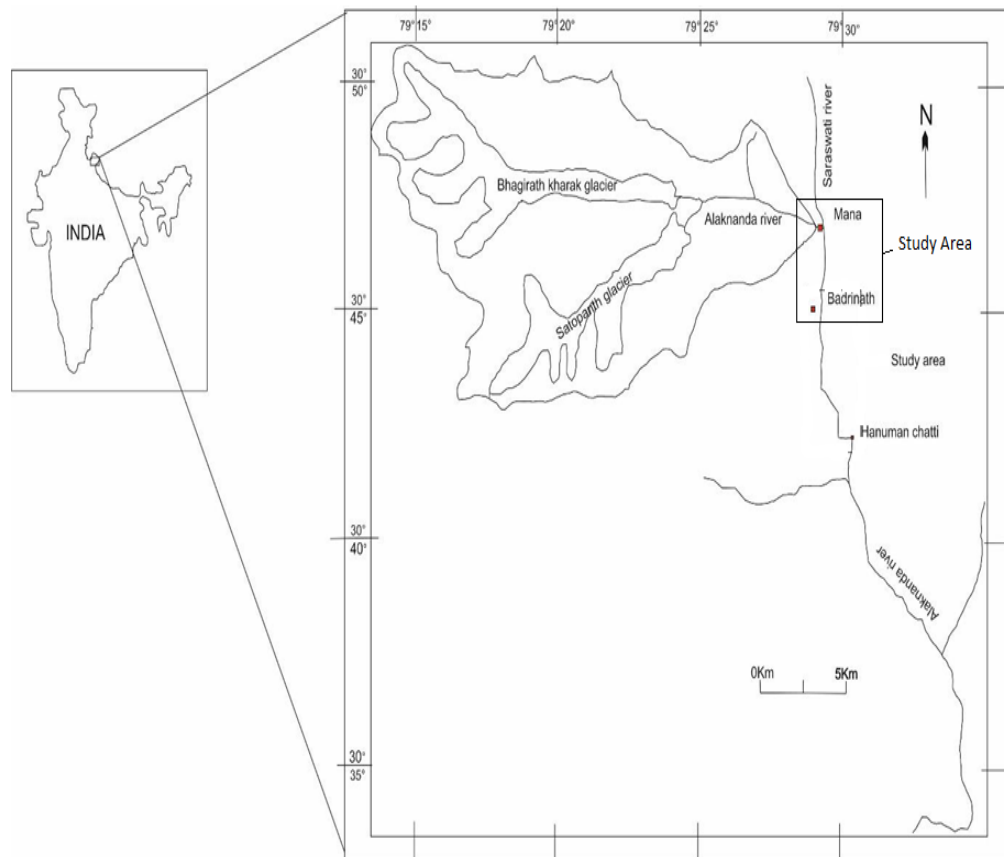 79° 15'
79° 20'
79° 25'
79° 30'
30°
50'
N
Saraswati river
INDIA
Bhagirath kharak glacier
Alaknanda river
Mana
Study Area
Satopanth glacier
Badrinath
30°
45'
Study area
Hanuman chatti
30°
40'
Alaknanda river
0Km
5Km
30°
35'